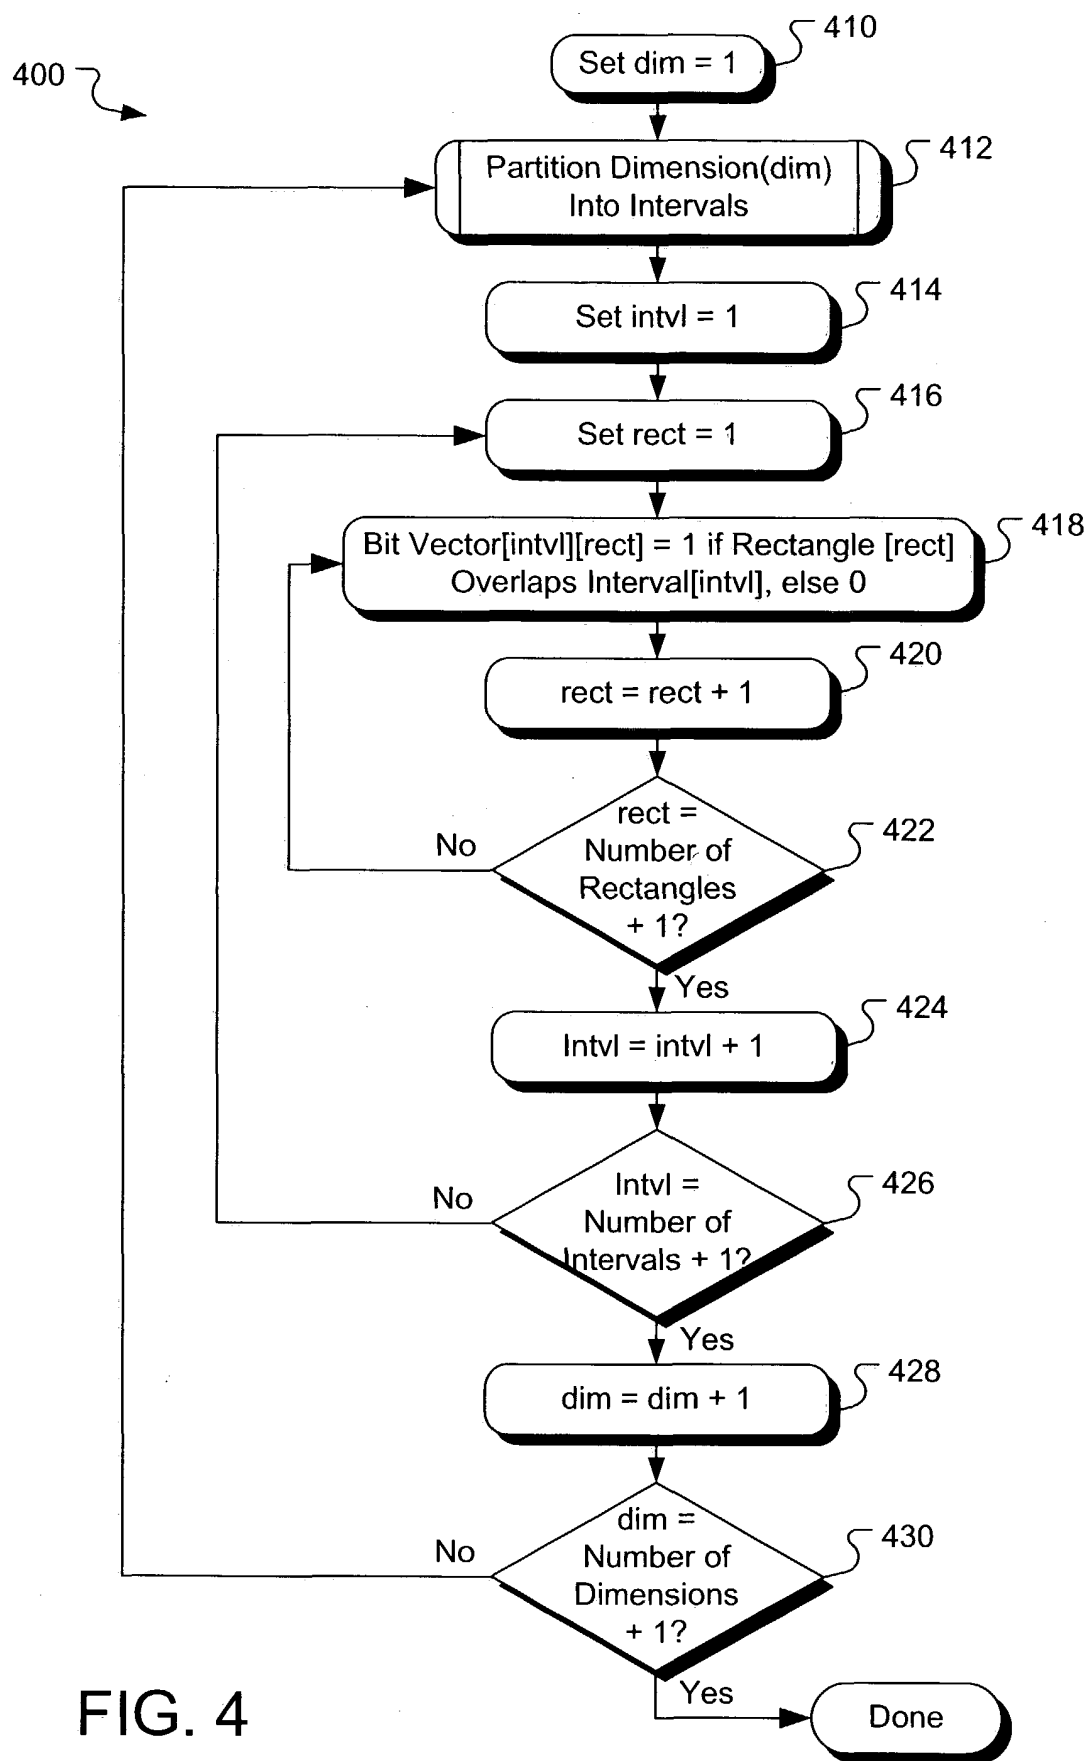 410
Set dim = 1
400
412
Partition Dimension(dim)
Into Intervals
414
Set intvl = 1
416
Set rect = 1
418
Bit Vector[intvl][rect] = 1 if Rectangle [rect]
Overlaps Interval[intvl], else 0
420
rect = rect + 1
422
rect =
Number of
Rectangles
+ 1?
No
Yes
424
Intvl = intvl + 1
426
Intvl =
Number of
Intervals + 1?
No
Yes
428
dim = dim + 1
430
dim =
Number of
Dimensions
+ 1?
No
Yes
Done
FIG. 4